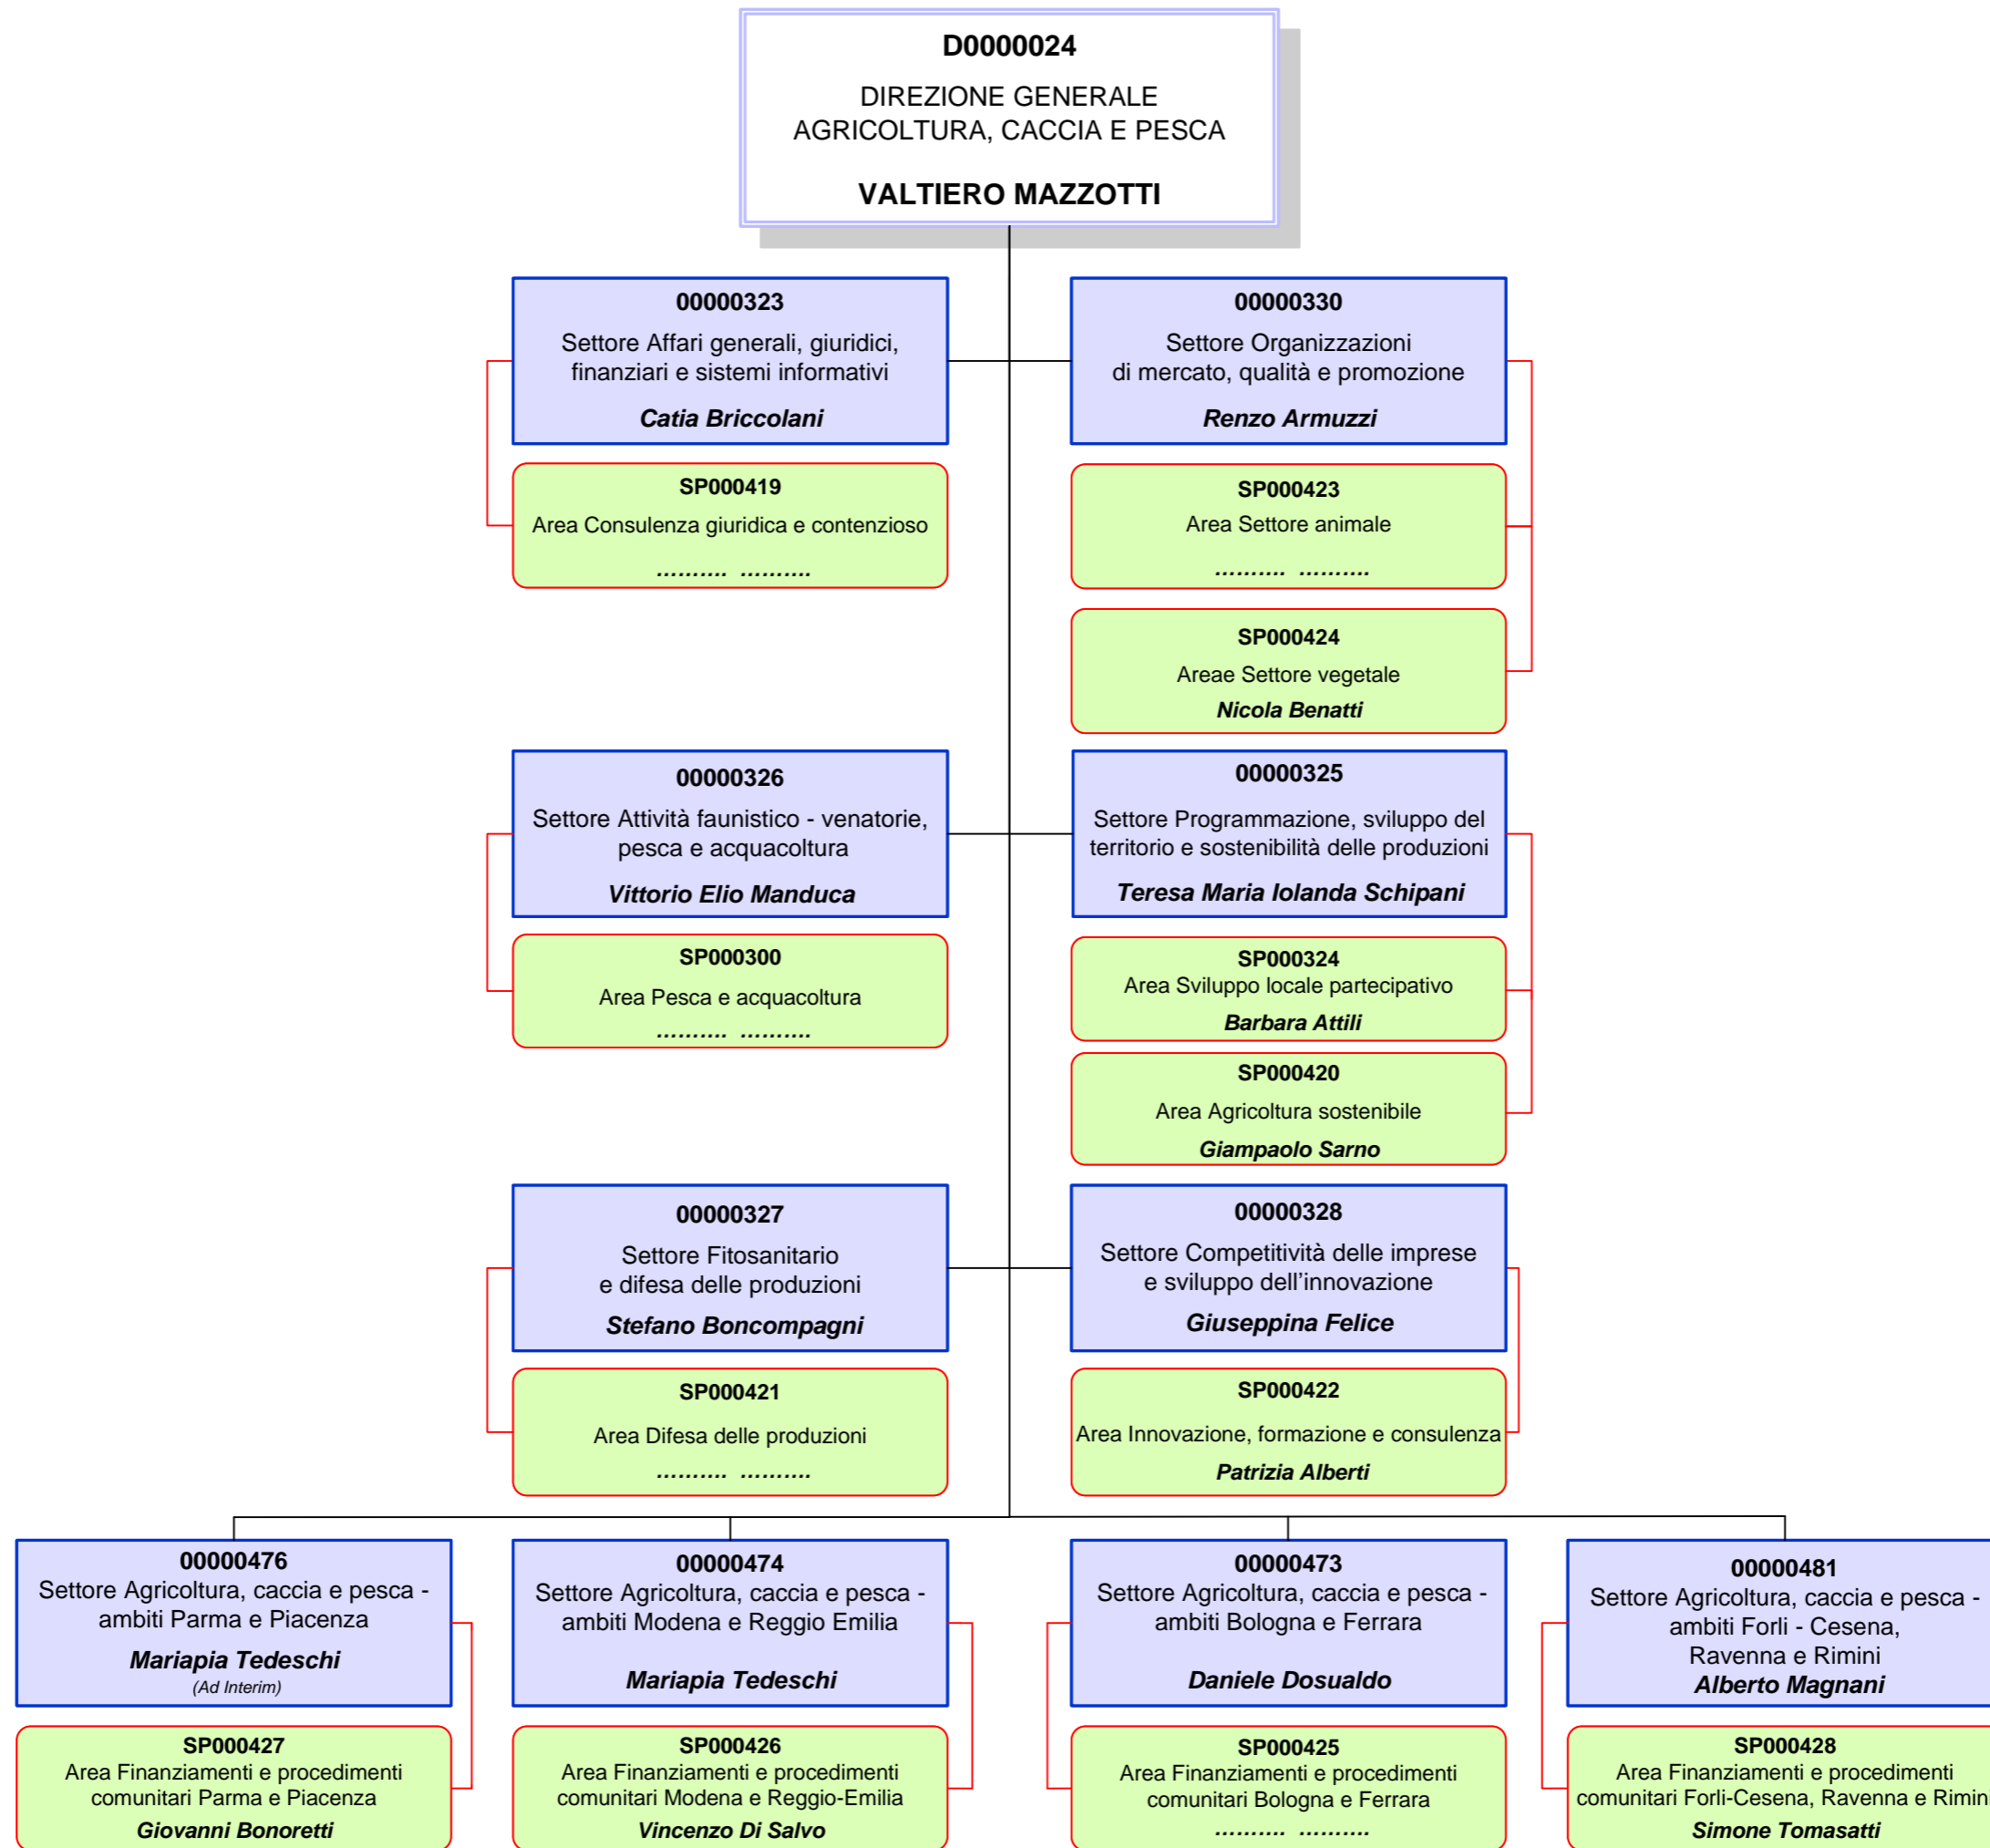 D0000024
DIREZIONE GENERALE
AGRICOLTURA, CACCIA E PESCA
VALTIERO MAZZOTTI
00000323
Settore Affari generali, giuridici,
finanziari e sistemi informativi
Catia Briccolani
SP000419
Area Consulenza giuridica e contenzioso
.......... ..........
00000330
Settore Organizzazioni
di mercato, qualità e promozione
Renzo Armuzzi
SP000423
Area Settore animale
.......... ..........
SP000424
Areae Settore vegetale
Nicola Benatti
00000326
Settore Attività faunistico - venatorie,
pesca e acquacoltura
Vittorio Elio Manduca
SP000300
Area Pesca e acquacoltura
.......... ..........
00000325
Settore Programmazione, sviluppo del
territorio e sostenibilità delle produzioni
Teresa Maria Iolanda Schipani
SP000324
Area Sviluppo locale partecipativo
Barbara Attili
SP000420
Area Agricoltura sostenibile
Giampaolo Sarno
00000327
Settore Fitosanitario
e difesa delle produzioni
Stefano Boncompagni
SP000421
Area Difesa delle produzioni
.......... ..........
00000328
Settore Competitività delle imprese
e sviluppo dell’innovazione
Giuseppina Felice
SP000422
Area Innovazione, formazione e consulenza
Patrizia Alberti
00000476
Settore Agricoltura, caccia e pesca -
ambiti Parma e Piacenza
Mariapia Tedeschi
(Ad Interim)
SP000427
Area Finanziamenti e procedimenti
comunitari Parma e Piacenza
Giovanni Bonoretti
00000474
Settore Agricoltura, caccia e pesca -
ambiti Modena e Reggio Emilia
Mariapia Tedeschi
SP000426
Area Finanziamenti e procedimenti
comunitari Modena e Reggio-Emilia
Vincenzo Di Salvo
00000473
Settore Agricoltura, caccia e pesca -
ambiti Bologna e Ferrara
Daniele Dosualdo
SP000425
Area Finanziamenti e procedimenti
comunitari Bologna e Ferrara
.......... ..........
00000481
Settore Agricoltura, caccia e pesca -
ambiti Forli - Cesena,
Ravenna e Rimini
Alberto Magnani
SP000428
Area Finanziamenti e procedimenti
comunitari Forli-Cesena, Ravenna e Rimini
Simone Tomasatti